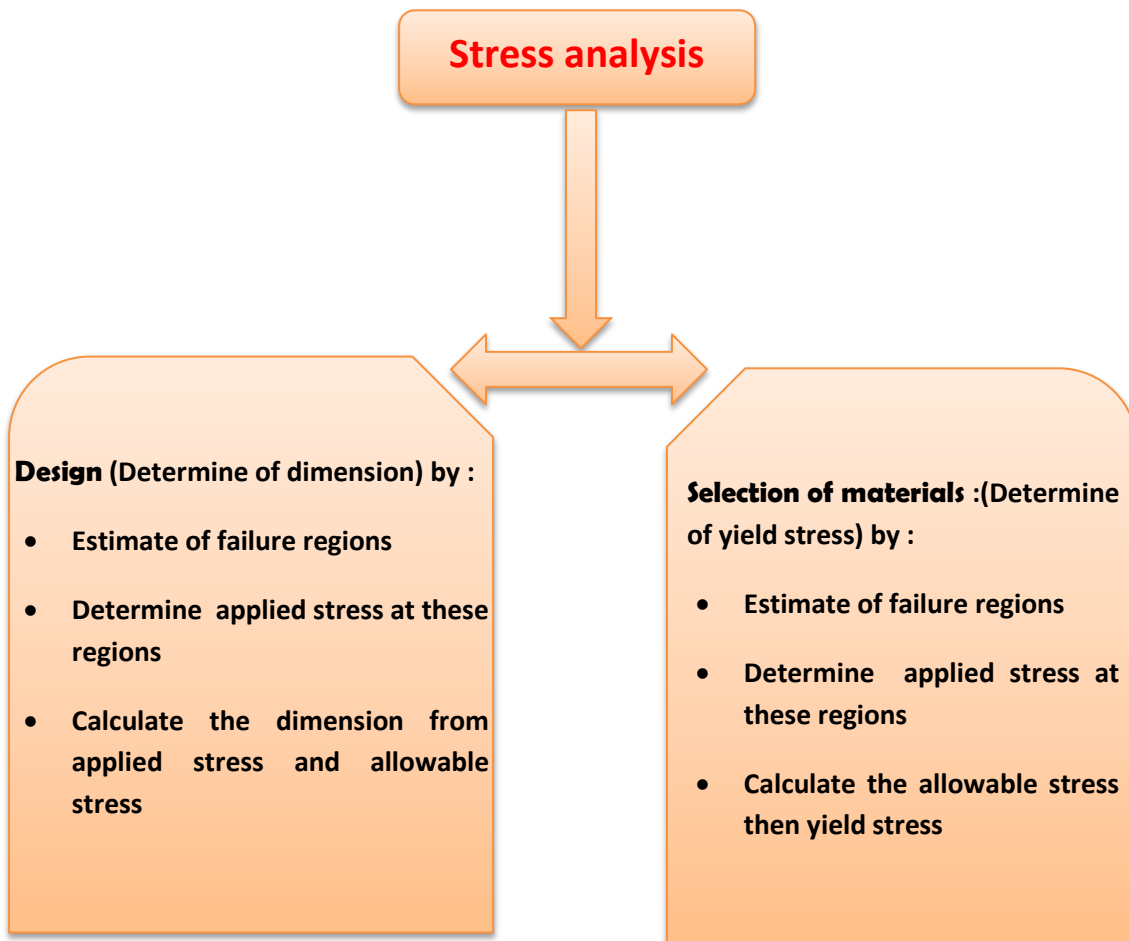 Stress analysis
Design (Determine of dimension) by :
• Estimate of failure regions
• Determine applied stress at these
regions
• Calculate the dimension from
applied stress and allowable
stress
Selection of materials :(Determine
of yield stress) by :
• Estimate of failure regions
• Determine applied stress at
these regions
• Calculate the allowable stress
then yield stress